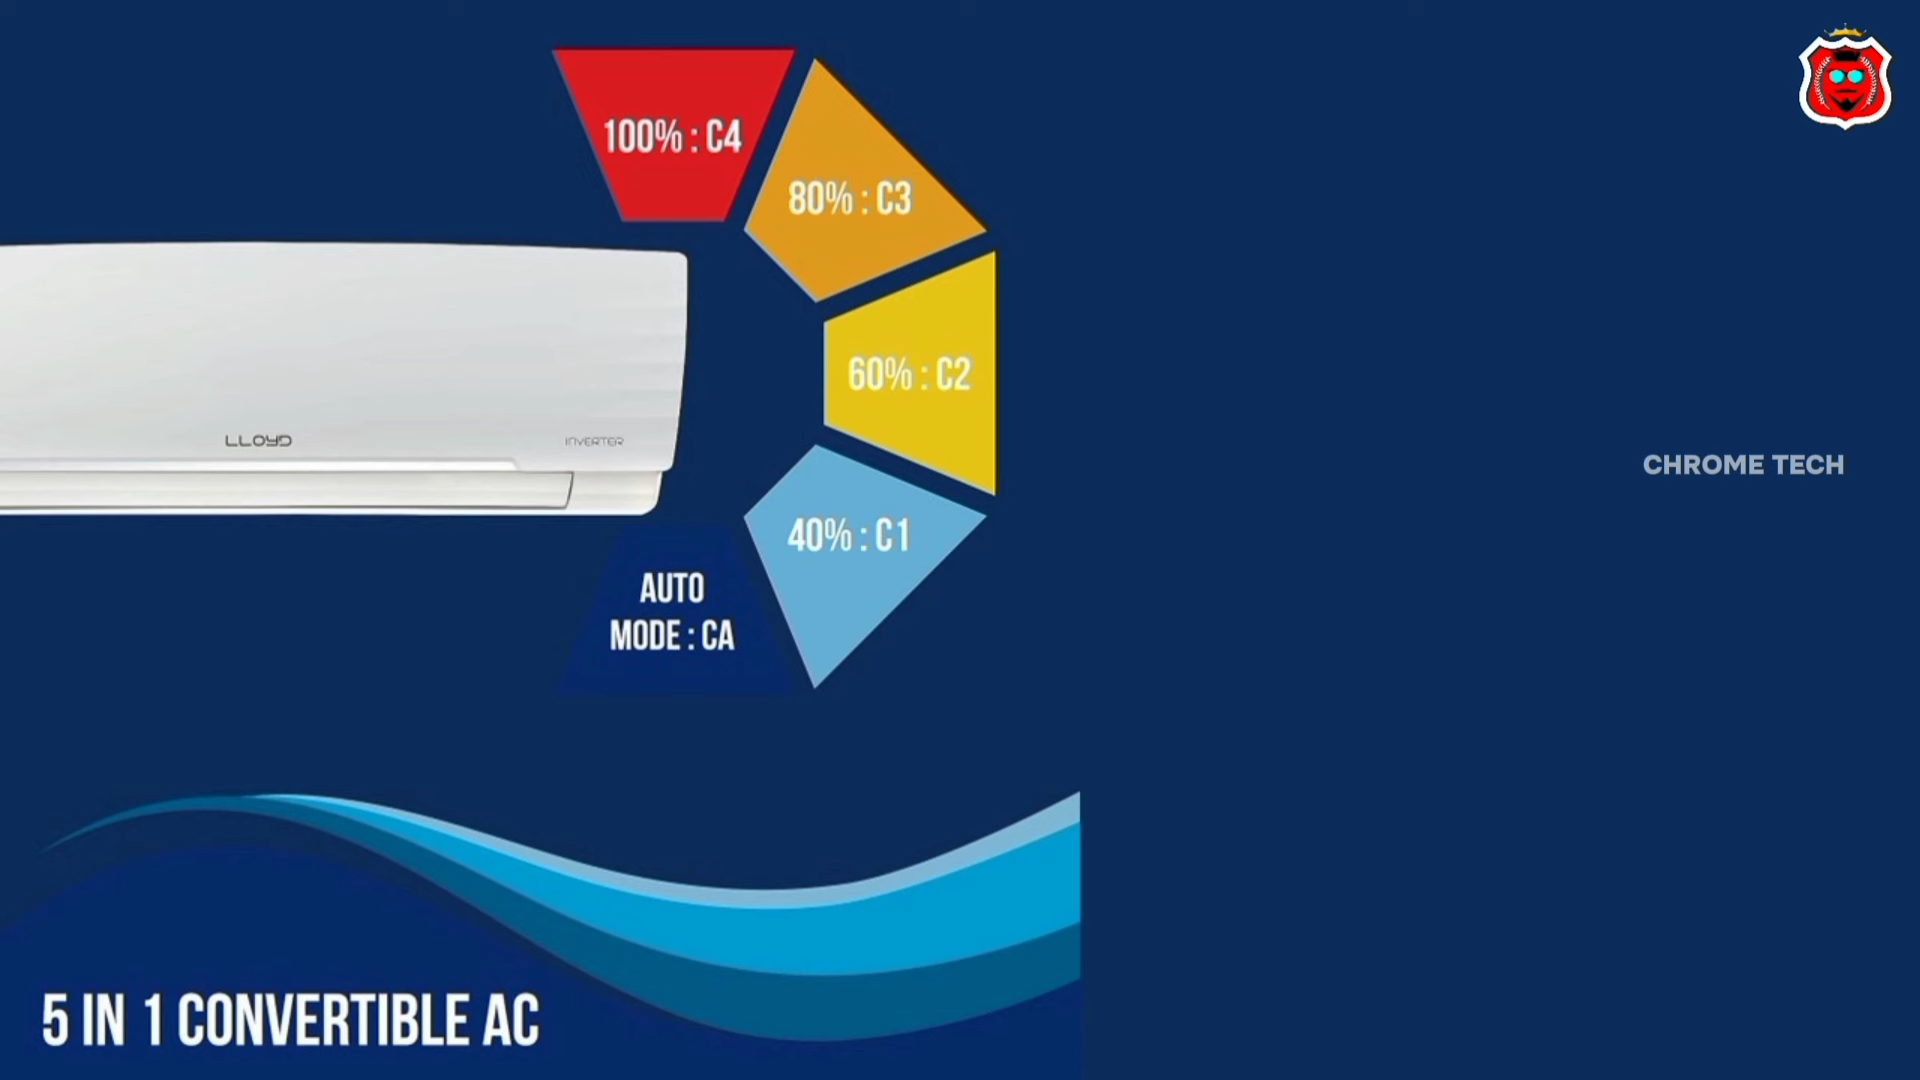 100% : C4
80% : C3
60% : C2
LLOYD
INVERTER
CHROME TECH
40% : C1
AUTO
MODE : CA
5 IN 1 CONVERTIBLE AC